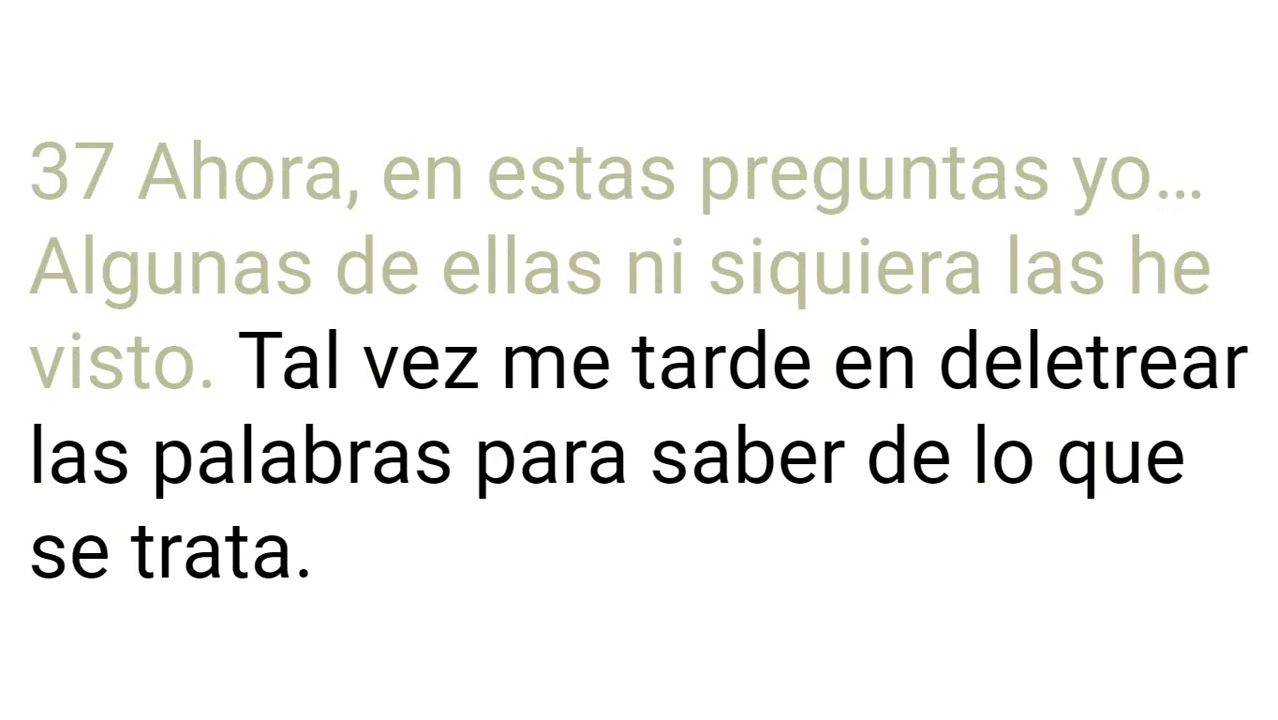 37 Ahora, en estas preguntas yo…
Algunas de ellas ni siquiera las he
visto. Tal vez me tarde en deletrear
las palabras para saber de lo que
se trata.